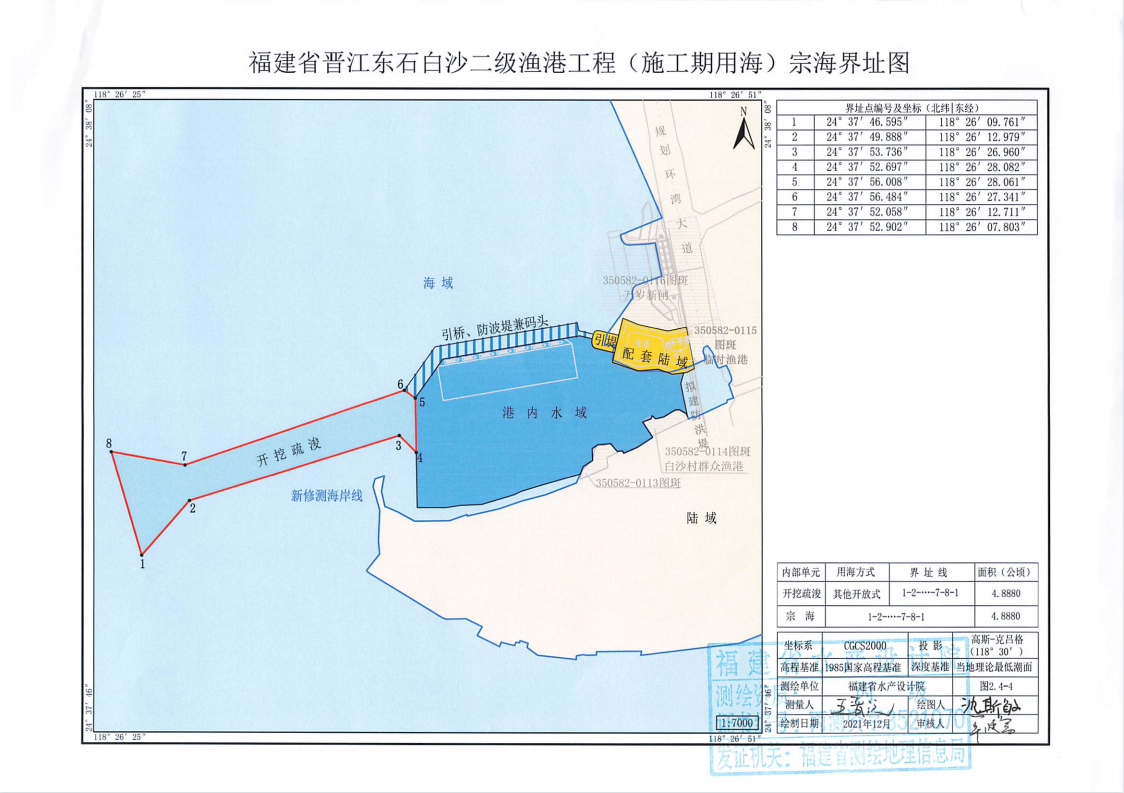 福建省晋江东石白沙二级渔港工程（施工期用海）宗海界址图
118° 26′ 25″
118° 26′ 51″
24° 38′ 08″
24° 38′ 08″
N
规划环湾大道
海 域
350582-0116图斑
引桥、防波堤兼码头
引堤
配 套 陆 域
350582-0115
图斑
临时渔港
拟建防洪堤
港 内 水 域
6
5
3
4
8
7
2
1
开 挖 疏 浚
350582-0114图斑
白沙村群众渔港
350582-0113图斑
新修测海岸线
陆 域
1:7000
24° 37′ 46″
24° 37′ 46″
118° 26′ 25″
118° 26′ 51″
界址点编号及坐标（北纬|东经）
1 24° 37′ 46.595″ 118° 26′ 09.761″
2 24° 37′ 49.888″ 118° 26′ 12.979″
3 24° 37′ 53.736″ 118° 26′ 26.960″
4 24° 37′ 52.697″ 118° 26′ 28.082″
5 24° 37′ 56.008″ 118° 26′ 28.061″
6 24° 37′ 56.484″ 118° 26′ 27.341″
7 24° 37′ 52.058″ 118° 26′ 12.711″
8 24° 37′ 52.902″ 118° 26′ 07.803″
内部单元 用海方式 界 址 线 面积（公顷）
开挖疏浚 其他开放式 1-2-···-7-8-1 4.8880
宗 海 1-2-···-7-8-1 4.8880
坐标系 CGCS2000 投 影 高斯-克吕格
（118° 30′）
高程基准 1985国家高程基准 深度基准 当地理论最低潮面
测绘单位 福建省水产设计院 图2.4-4
测量人 绘图人
绘制日期 2021年12月 审核人
福建省水产设计院
发证机关：福建省测绘地理信息局